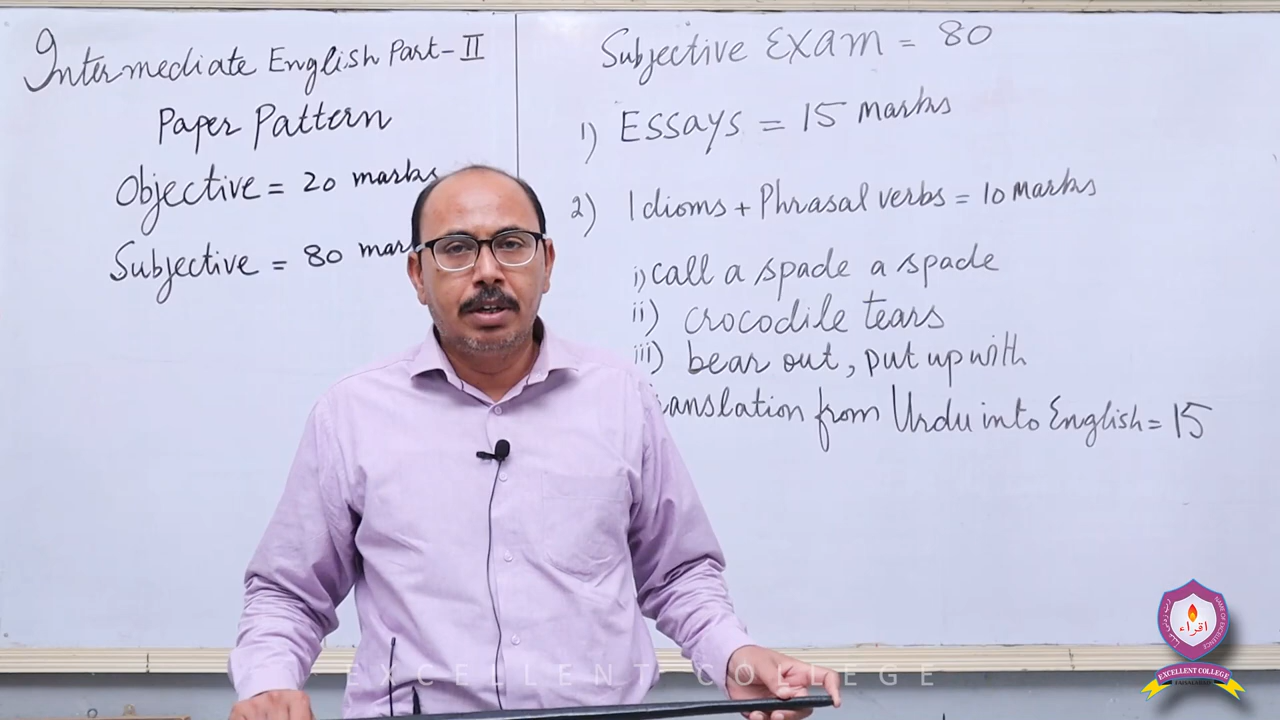 Intermediate English Part-II
Paper Pattern
Objective = 20 marks
Subjective = 80
Subjective Exam = 80
1) Essays = 15 marks
2) Idioms + Phrasal verbs = 10 marks
i) call a spade a spade
ii) crocodile tears
iii) bear out, put up with
from Urdu into English = 15
EXCELLENT COLLEGE
اقراء
EXCELLENT COLLEGE